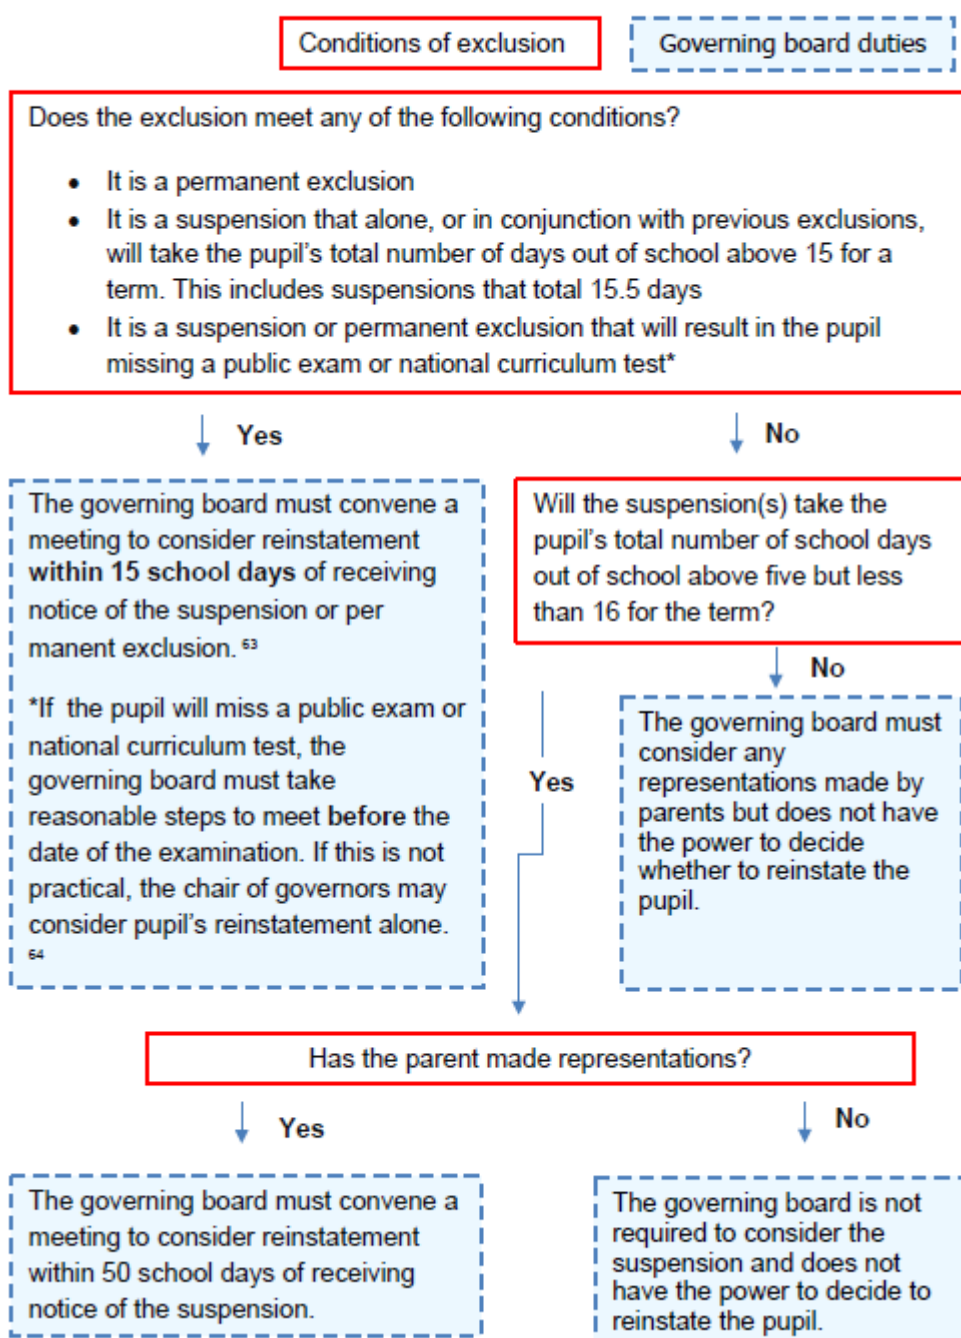 Conditions of exclusion
Governing board duties
Does the exclusion meet any of the following conditions?
• It is a permanent exclusion
• It is a suspension that alone, or in conjunction with previous exclusions,
will take the pupil's total number of days out of school above 15 for a
term. This includes suspensions that total 15.5 days
• It is a suspension or permanent exclusion that will result in the pupil
missing a public exam or national curriculum test*
Yes
No
The governing board must convene a
meeting to consider reinstatement
within 15 school days of receiving
notice of the suspension or per
manent exclusion. 53
*If the pupil will miss a public exam or
national curriculum test, the
governing board must take
reasonable steps to meet before the
date of the examination. If this is not
practical, the chair of governors may
consider pupil's reinstatement alone.
54
Will the suspension(s) take the
pupil's total number of school days
out of school above five but less
than 16 for the term?
No
The governing board must
consider any
representations made by
parents but does not have
the power to decide
whether to reinstate the
pupil.
Yes
Has the parent made representations?
Yes
No
The governing board must convene a
meeting to consider reinstatement
within 50 school days of receiving
notice of the suspension.
The governing board is not
required to consider the
suspension and does not
have the power to decide to
reinstate the pupil.